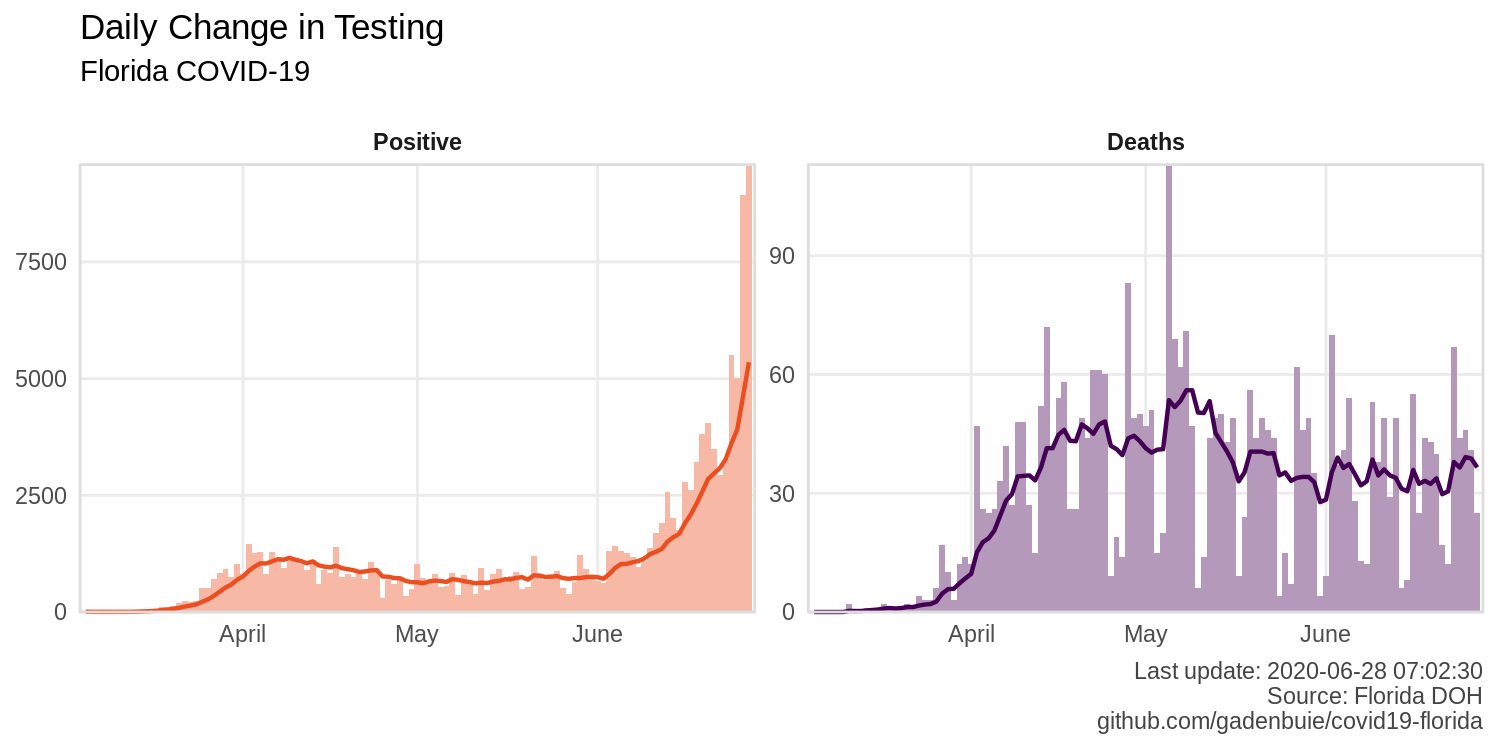 Daily Change in Testing
Florida COVID-19
Positive
7500
5000
2500
0
April May June
Deaths
90
60
30
0
April May June
Last update: 2020-06-28 07:02:30
Source: Florida DOH
github.com/gadenbuie/covid19-florida